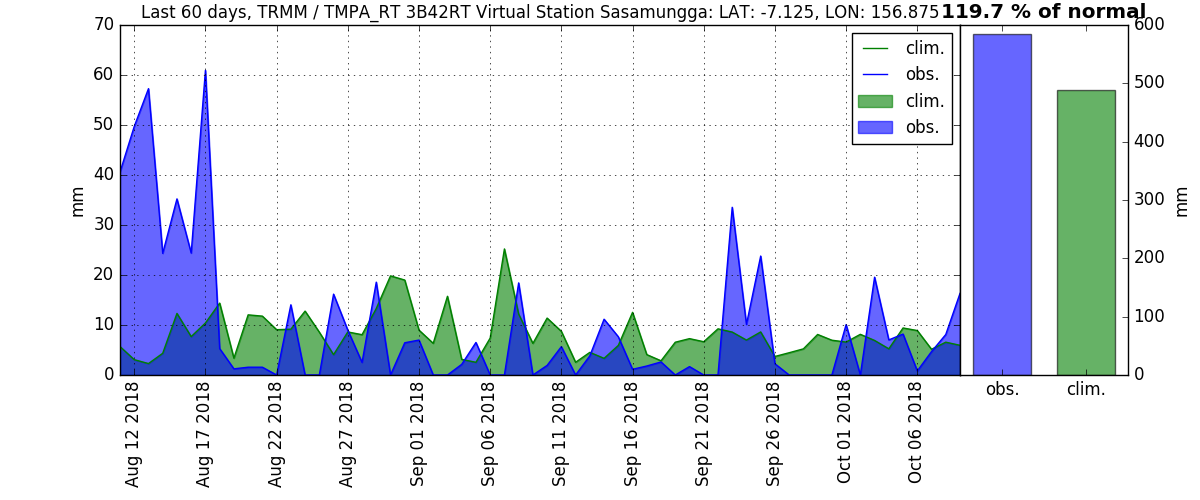 Last 60 days, TRMM / TMPA_RT 3B42RT Virtual Station Sasamungga: LAT: -7.125, LON: 156.875
119.7 % of normal
70
60
50
40
30
20
10
0
mm
clim.
obs.
clim.
obs.
Aug 12 2018
Aug 17 2018
Aug 22 2018
Aug 27 2018
Sep 01 2018
Sep 06 2018
Sep 11 2018
Sep 16 2018
Sep 21 2018
Sep 26 2018
Oct 01 2018
Oct 06 2018
600
500
400
300
200
100
0
mm
obs.
clim.